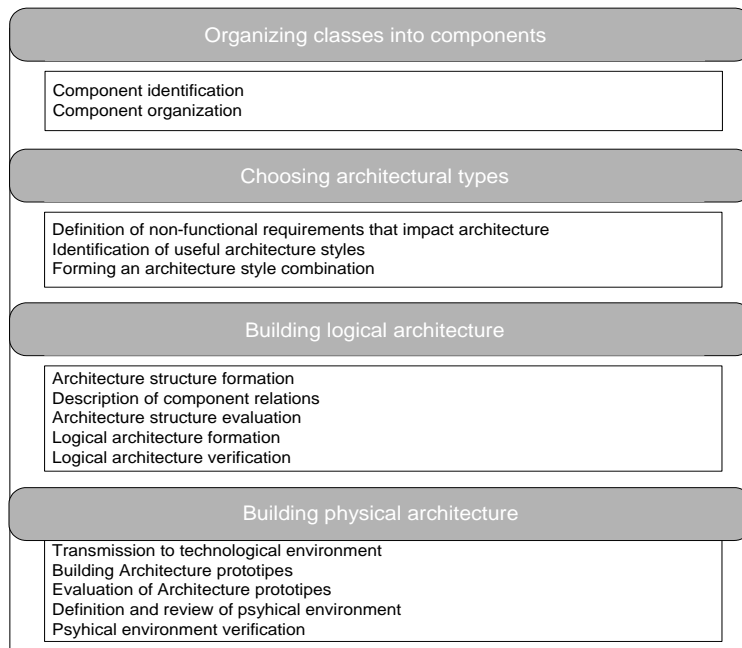 Organizing classes into components
Component identification
Component organization
Choosing architectural types
Definition of non-functional requirements that impact architecture
Identification of useful architecture styles
Forming an architecture style combination
Building logical architecture
Architecture structure formation
Description of component relations
Architecture structure evaluation
Logical architecture formation
Logical architecture verification
Building physical architecture
Transmission to technological environment
Building Architecture prototipes
Evaluation of Architecture prototipes
Definition and review of psyhical environment
Psyhical environment verification